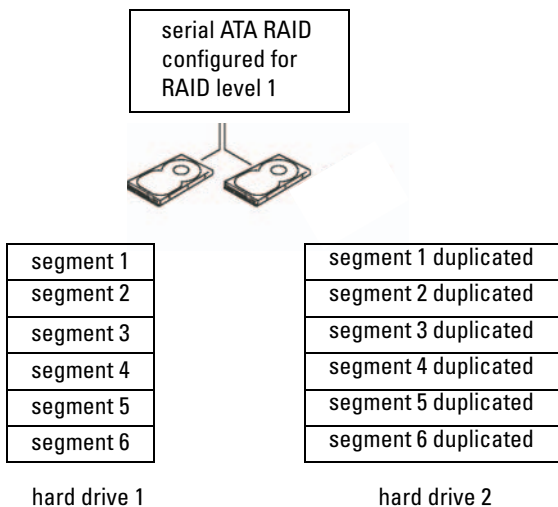 serial ATA RAID
configured for
RAID level 1
segment 1
segment 2
segment 3
segment 4
segment 5
segment 6
hard drive 1
segment 1 duplicated
segment 2 duplicated
segment 3 duplicated
segment 4 duplicated
segment 5 duplicated
segment 6 duplicated
hard drive 2